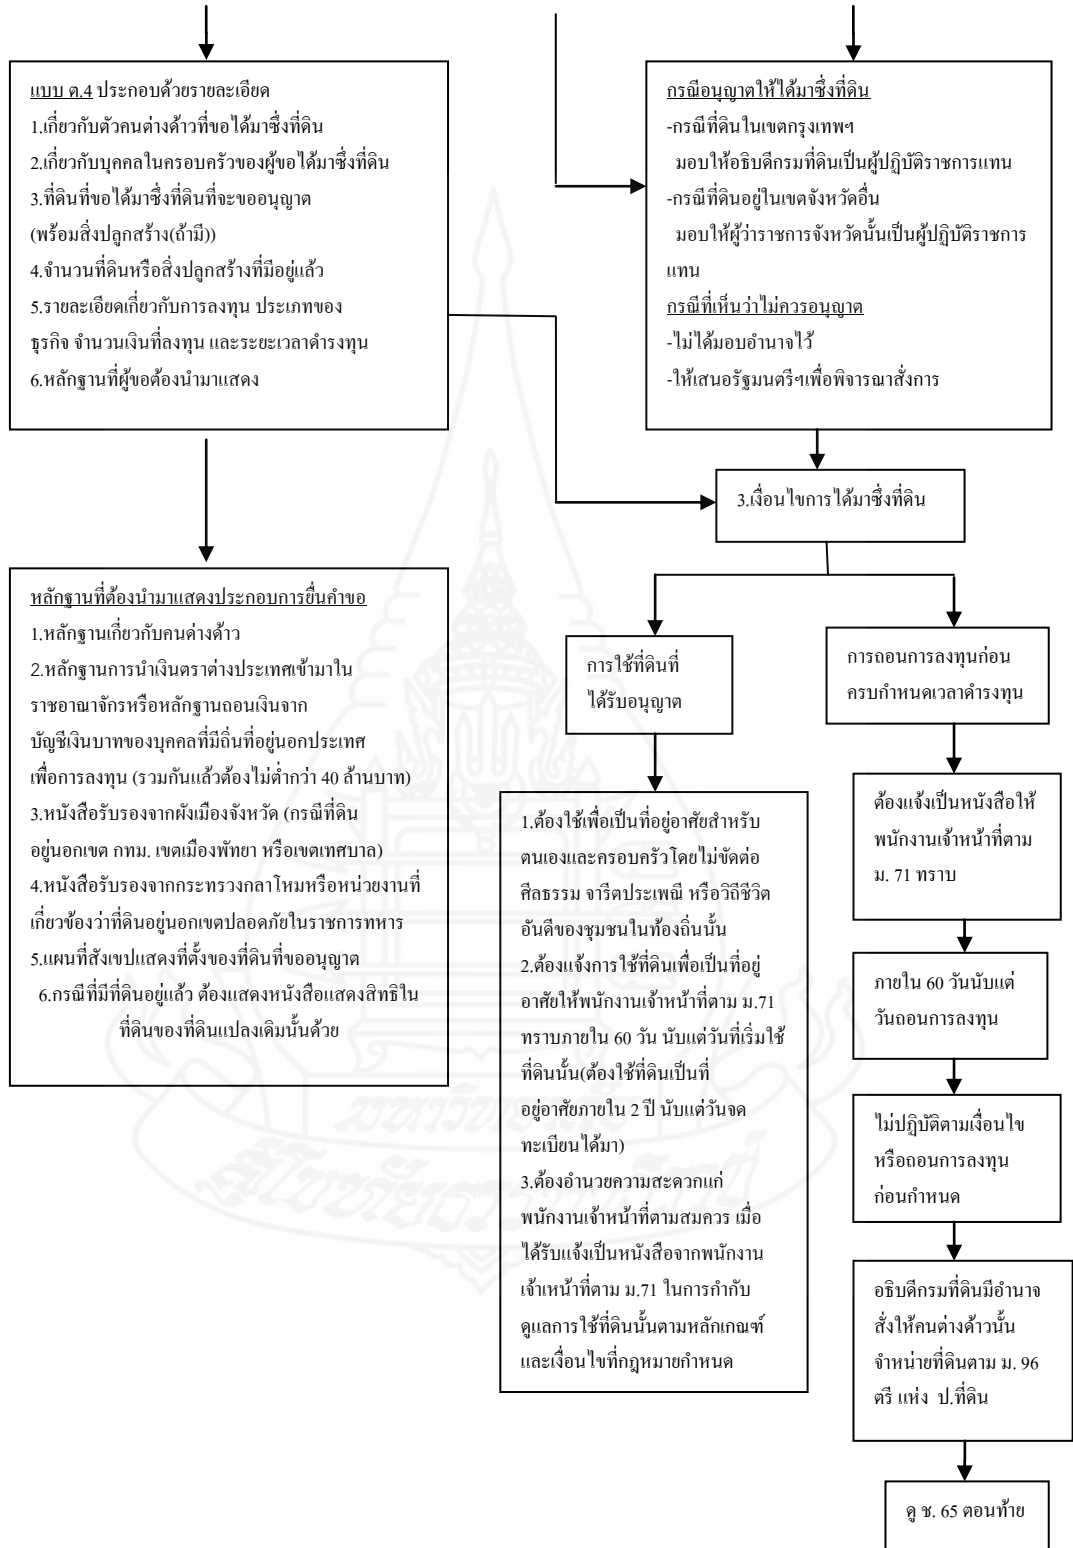 แบบ ต.4 ประกอบด้วยรายละเอียด
1.เกี่ยวกับตัวคนต่างด้าวที่ขอได้มาซึ่งที่ดิน
2.เกี่ยวกับบุคคลในครอบครัวของผู้ขอได้มาซึ่งที่ดิน
3.ที่ดินที่ขอได้มาซึ่งที่ดินที่จะขออนุญาต
(พร้อมสิ่งปลูกสร้าง(ถ้ามี))
4.จำนวนที่ดินหรือสิ่งปลูกสร้างที่มีอยู่แล้ว
5.รายละเอียดเกี่ยวกับการลงทุน ประเภทของ
ธุรกิจ จำนวนเงินที่ลงทุน และระยะเวลาดำรงทุน
6.หลักฐานที่ผู้ขอต้องนำมาแสดง
กรณีอนุญาตให้ได้มาซึ่งที่ดิน
-กรณีที่ดินในเขตกรุงเทพฯ
มอบให้อธิบดีกรมที่ดินเป็นผู้ปฏิบัติราชการแทน
-กรณีที่ดินอยู่ในเขตจังหวัดอื่น
มอบให้ผู้ว่าราชการจังหวัดนั้นเป็นผู้ปฏิบัติราชการ
แทน
กรณีที่เห็นว่าไม่ควรอนุญาต
-ไม่ได้มอบอำนาจไว้
-ให้เสนอรัฐมนตรีฯเพื่อพิจารณาสั่งการ
3.เงื่อนไขการได้มาซึ่งที่ดิน
หลักฐานที่ต้องนำมาแสดงประกอบการยื่นคำขอ
1.หลักฐานเกี่ยวกับคนด่างด้าว
2.หลักฐานการนำเงินตราต่างประเทศเข้ามาใน
ราชอาณาจักรหรือหลักฐานถอนเงินจาก
บัญชีเงินบาทของบุคคลที่มีถิ่นที่อยู่นอกประเทศ
เพื่อการลงทุน (รวมกันแล้วต้องไม่ต่ำกว่า 40 ล้านบาท)
3.หนังสือรับรองจากผังเมืองจังหวัด (กรณีที่ดิน
อยู่นอกเขต กทม. เขตเมืองพัทยา หรือเขตเทศบาล)
4.หนังสือรับรองจากกระทรวงกลาโหมหรือหน่วยงานที่
เกี่ยวข้องว่าที่ดินอยู่นอกเขตปลอดภัยในราชการทหาร
5.แผนที่สังเขปแสดงที่ตั้งของที่ดินที่ขออนุญาต
6.กรณีที่มีที่ดินอยู่แล้ว ต้องแสดงหนังสือแสดงสิทธิใน
ที่ดินของที่ดินแปลงเดิมนั้นด้วย
การใช้ที่ดินที่
ได้รับอนุญาต
1.ต้องใช้เพื่อเป็นที่อยู่อาศัยสำหรับ
ตนเองและครอบครัวโดยไม่ขัดต่อ
ศีลธรรม จารีตประเพณี หรือวิถีชีวิต
อันดีของชุมชนในท้องถิ่นนั้น
2.ต้องแจ้งการใช้ที่ดินเพื่อเป็นที่อยู่
อาศัยให้พนักงานเจ้าหน้าที่ตาม ม.71
ทราบภายใน 60 วัน นับแต่วันที่เริ่มใช้
ที่ดินนั้น(ต้องใช้ที่ดินเป็นที่
อยู่อาศัยภายใน 2 ปี นับแต่วันจด
ทะเบียนได้มา)
3.ต้องอำนวยความสะดวกแก่
พนักงานเจ้าหน้าที่ตามสมควร เมื่อ
ได้รับแจ้งเป็นหนังสือจากพนักงาน
เจ้าเหน้าที่ตาม ม.71 ในการกำกับ
ดูแลการใช้ที่ดินนั้นตามหลักเกณฑ์
และเงื่อนไขที่กฎหมายกำหนด
การถอนการลงทุนก่อน
ครบกำหนดเวลาดำรงทุน
ต้องแจ้งเป็นหนังสือให้
พนักงานเจ้าหน้าที่ตาม
ม. 71 ทราบ
ภายใน 60 วันนับแต่
วันถอนการลงทุน
ไม่ปฏิบัติตามเงื่อนไข
หรือถอนการลงทุน
ก่อนกำหนด
อธิบดีกรมที่ดินมีอำนาจ
สั่งให้คนต่างด้าวนั้น
จำหน่ายที่ดินตาม ม. 96
ตรี แห่ง ป.ที่ดิน
ดู ช. 65 ตอนท้าย
มหาวิทยาลัย
สุโขทัยธรรมาธิราช